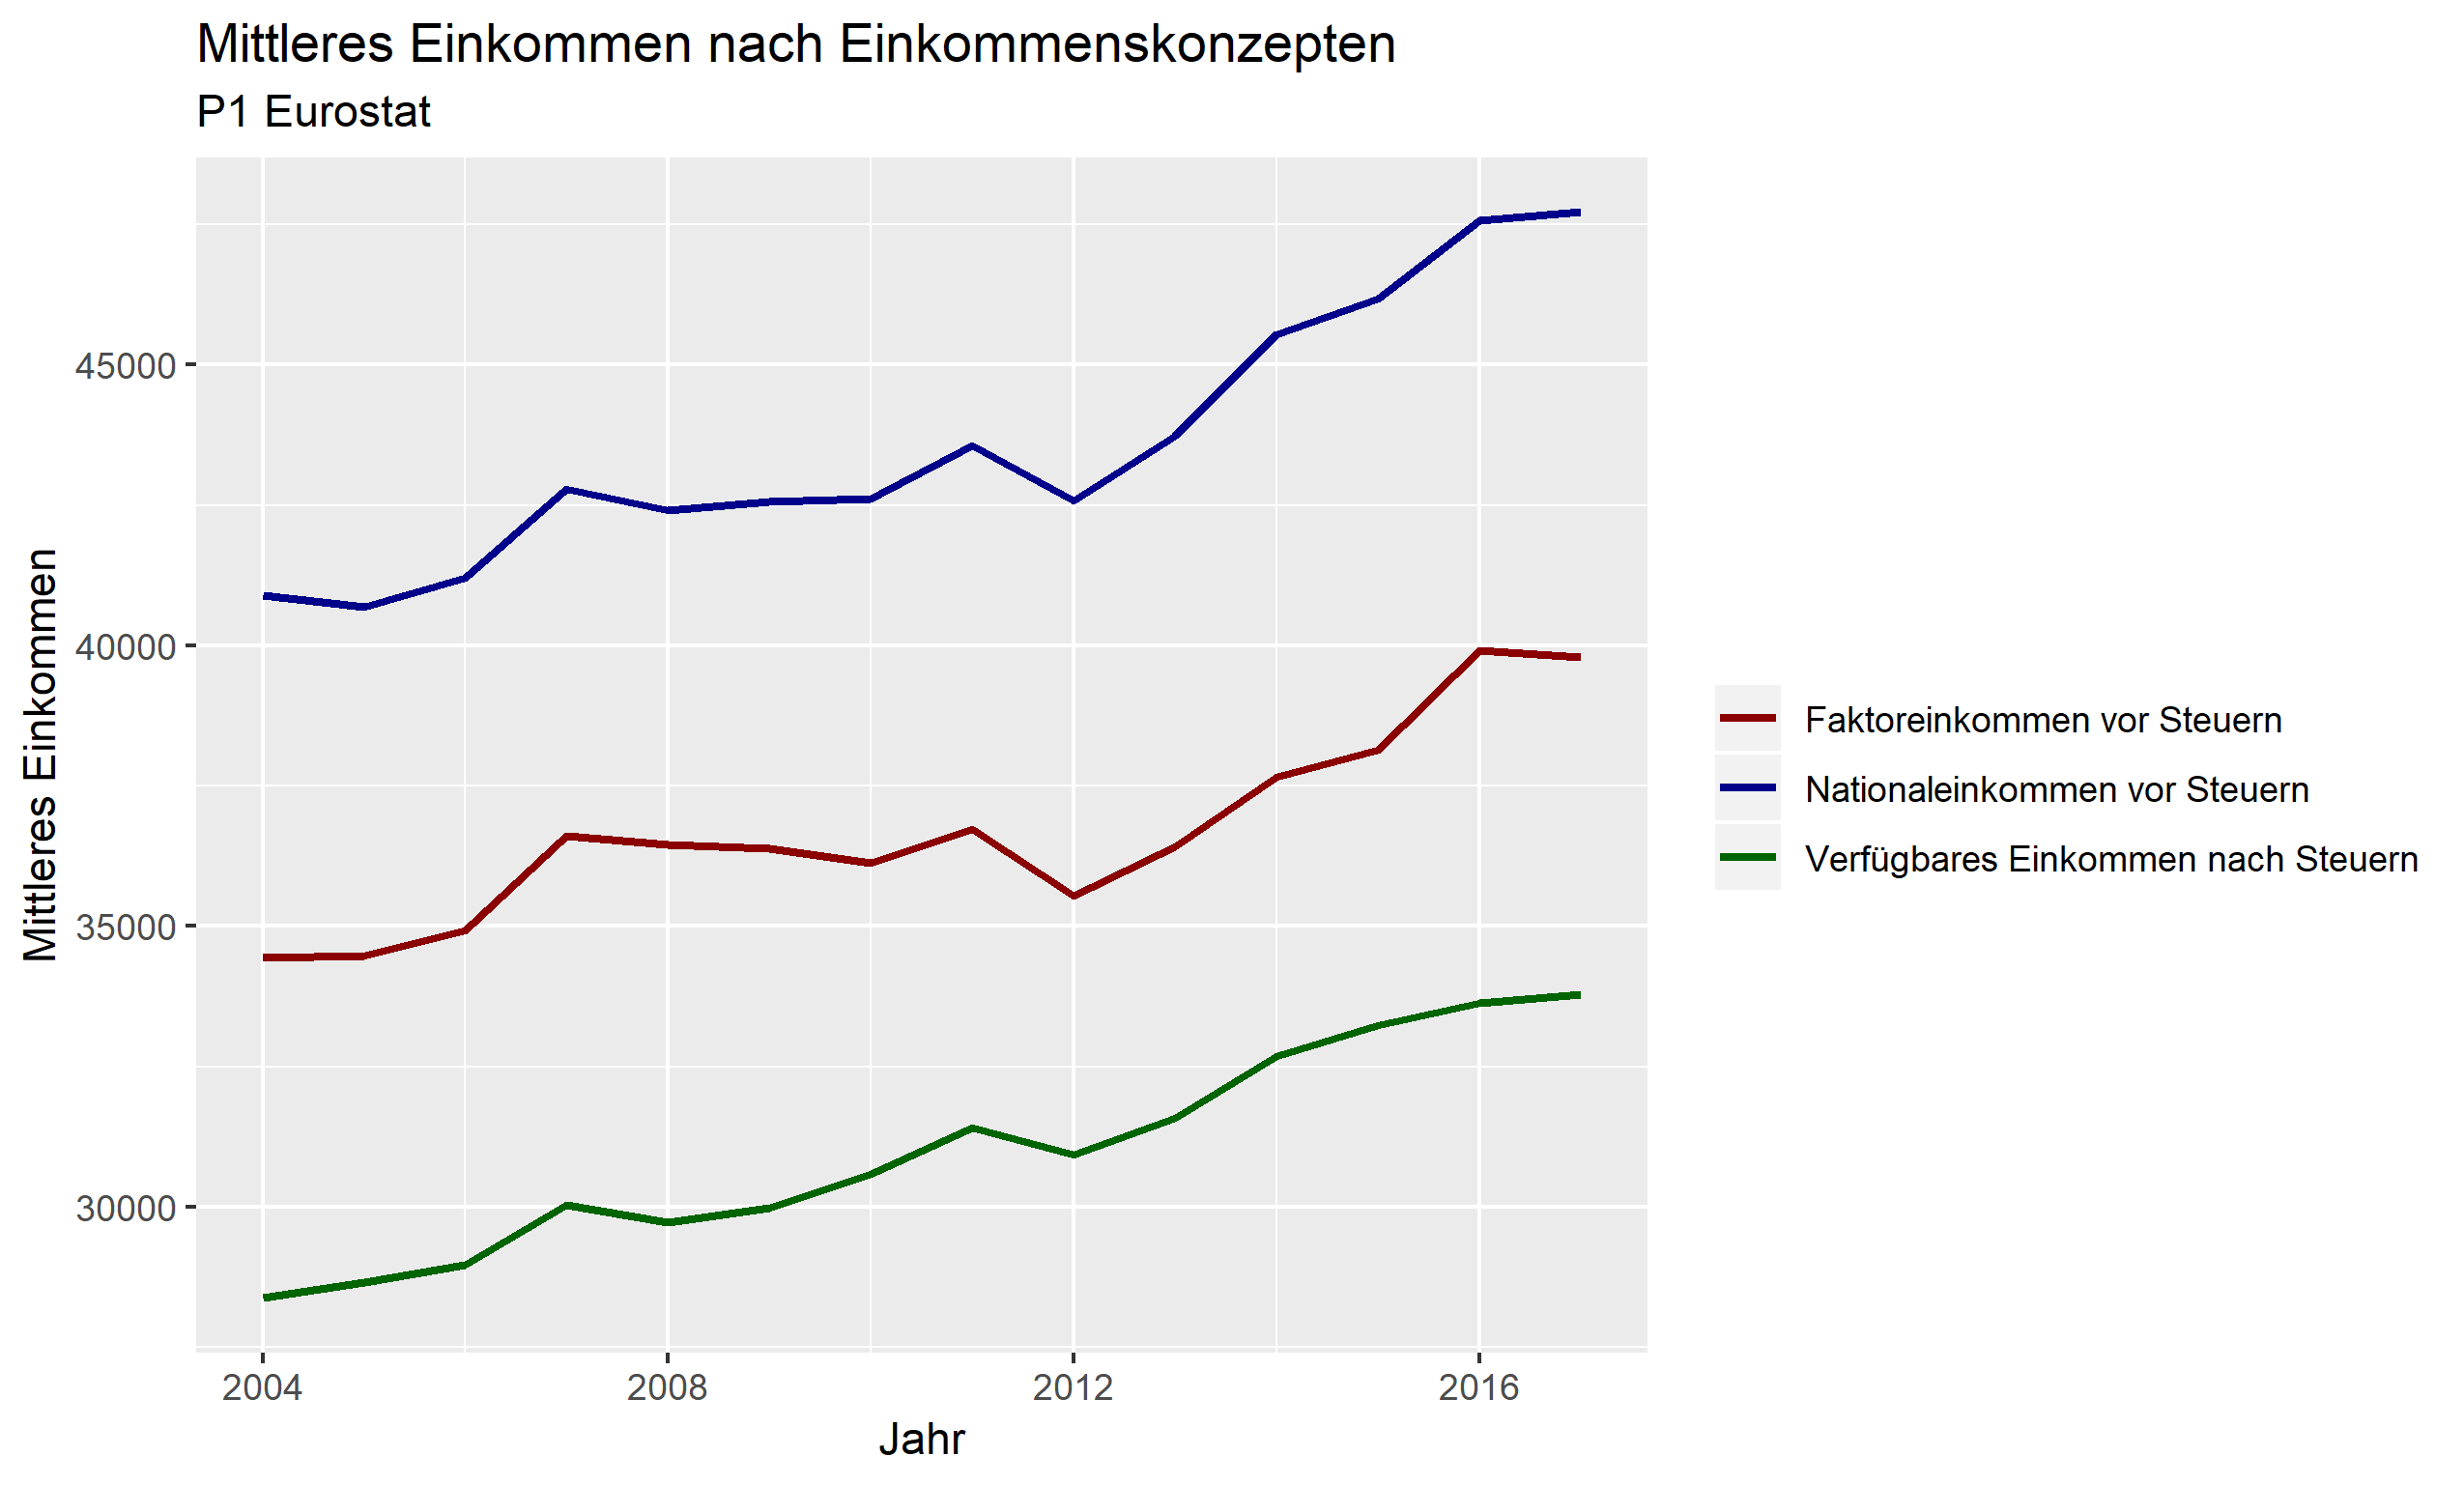 Mittleres Einkommen nach Einkommenskonzepten
P1 Eurostat
Mittleres Einkommen
45000
40000
35000
30000
2004
2008
2012
2016
Jahr
Faktoreinkommen vor Steuern
Nationaleinkommen vor Steuern
Verfügbares Einkommen nach Steuern